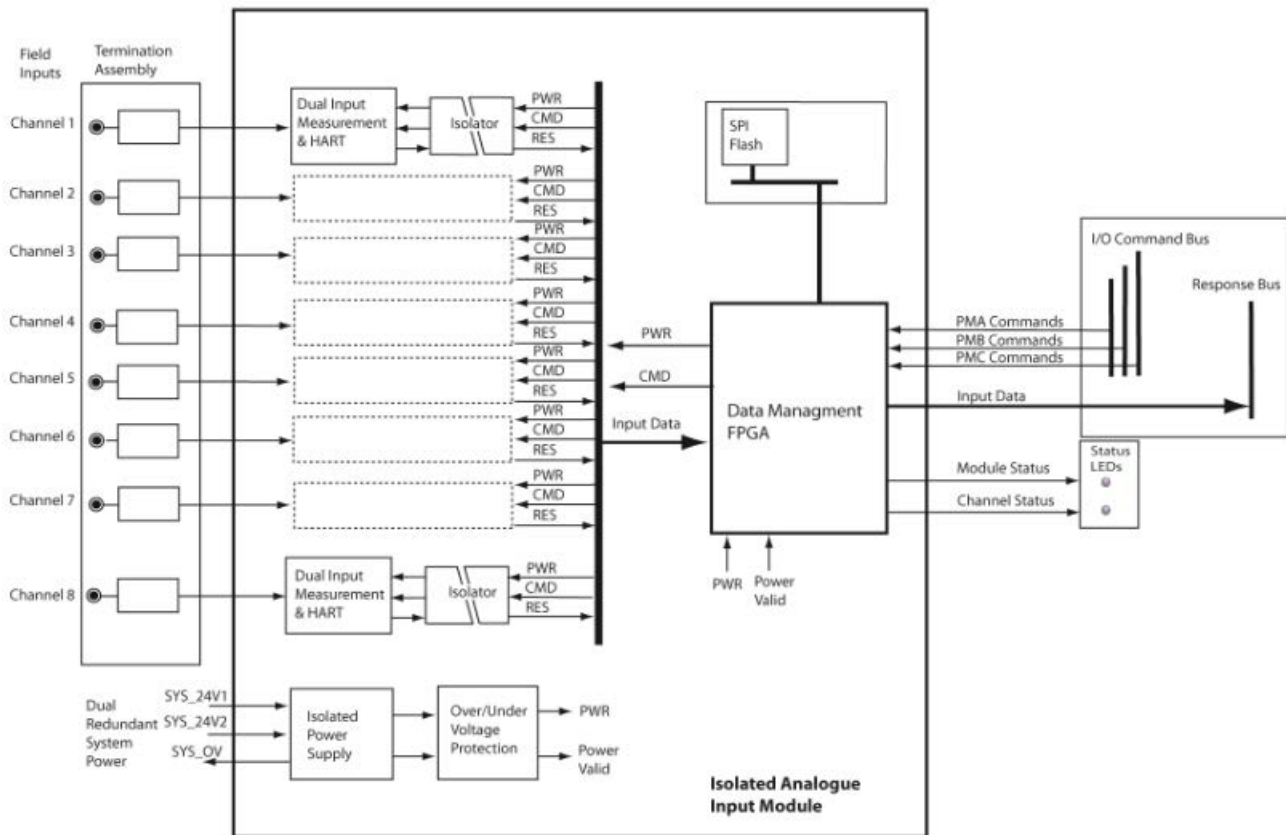 Field
Inputs
Termination
Assembly
Channel 1
Channel 2
Channel 3
Channel 4
Channel 5
Channel 6
Channel 7
Channel 8
Dual Input
Measurement
& HART
Isolator
PWR
CMD
RES
PWR
CMD
RES
PWR
CMD
RES
PWR
CMD
RES
PWR
CMD
RES
PWR
CMD
RES
PWR
CMD
RES
Dual Input
Measurement
& HART
Isolator
PWR
CMD
RES
SPI
Flash
PWR
CMD
Input Data
Data Managment
FPGA
PWR
Power
Valid
I/O Command Bus
Response Bus
PMA Commands
PMB Commands
PMC Commands
Input Data
Module Status
Channel Status
Status
LEDs
Dual
Redundant
System
Power
SYS_24V1
SYS_24V2
SYS_OV
Isolated
Power
Supply
Over/Under
Voltage
Protection
PWR
Power
Valid
Isolated Analogue
Input Module